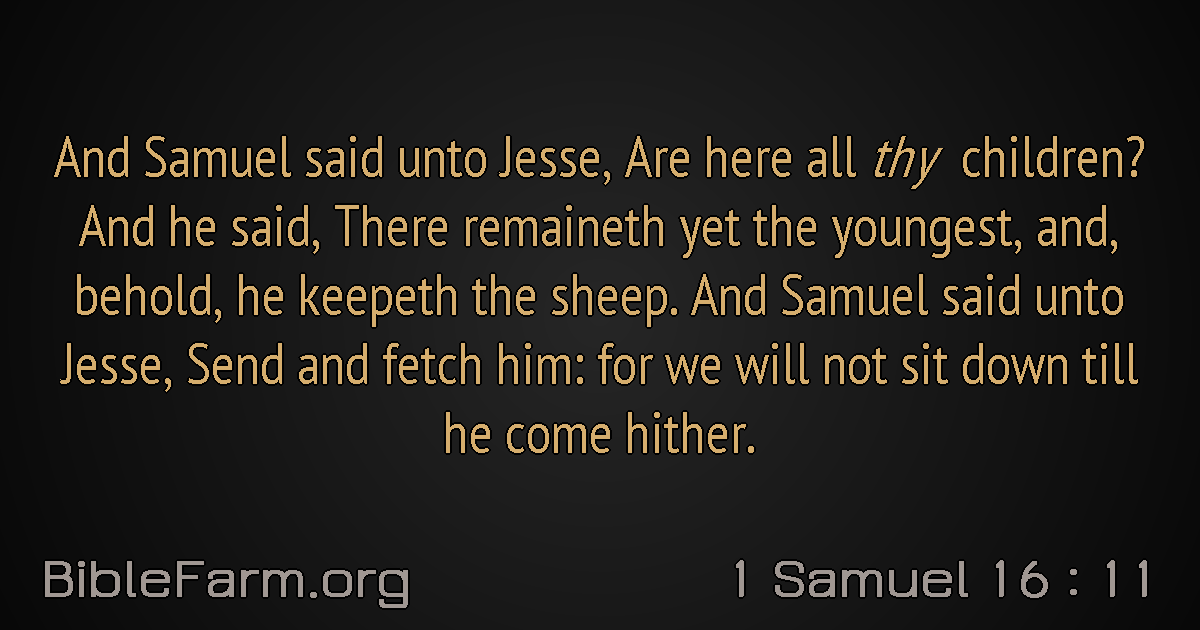 And Samuel said unto Jesse, Are here all thy children?
And he said, There remaineth yet the youngest, and,
behold, he keepeth the sheep. And Samuel said unto
Jesse, Send and fetch him: for we will not sit down till
he come hither.
BibleFarm.org
1 Samuel 16 : 11